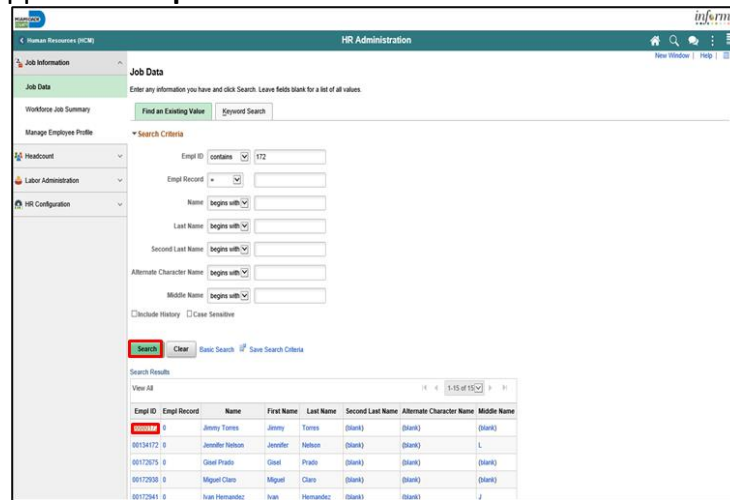 inform
Human Resources (HCM) HR Administration
New Window | Help |
Job Information
Job Data
Job Data
Enter any information you have and click Search. Leave fields blank for a list of all values.
Workforce Job Summary
Find an Existing Value Keyword Search
Manage Employee Profile
Search Criteria
Headcount
Empl ID contains 172
Labor Administration
Empl Record =
HR Configuration
Name begins with
Last Name begins with
Second Last Name begins with
Alternate Character Name begins with
Middle Name begins with
Include History Case Sensitive
Search Clear Basic Search Save Search Criteria
Search Results
View All 1-15 of 15
Empl ID Empl Record Name First Name Last Name Second Last Name Alternate Character Name Middle Name
0 Jimmy Torres Jimmy Torres (blank) (blank) (blank)
00134172 0 Jennifer Nelson Jennifer Nelson (blank) (blank) L
00172675 0 Gisel Prado Gisel Prado (blank) (blank) (blank)
00172938 0 Miguel Claro Miguel Claro (blank) (blank) (blank)
00172941 0 Ivan Hernandez Ivan Hernandez (blank) (blank) J